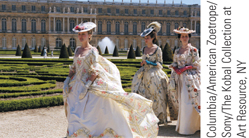 Columbia/American Zoetrope/
Sony/The Kobal Collection at
Art Resource, NY